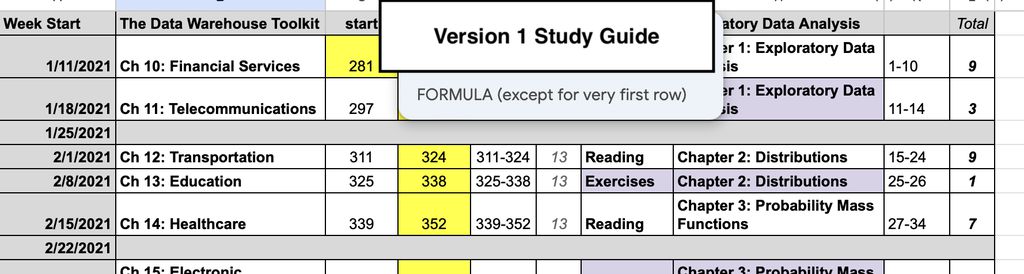 Week Start The Data Warehouse Toolkit start atory Data Analysis Total
Version 1 Study Guide
FORMULA (except for very first row)
er 1: Exploratory Data
1/11/2021 Ch 10: Financial Services 281 sis 1-10 9
er 1: Exploratory Data
1/18/2021 Ch 11: Telecommunications 297 sis 11-14 3
1/25/2021
2/1/2021 Ch 12: Transportation 311 324 311-324 13 Reading Chapter 2: Distributions 15-24 9
2/8/2021 Ch 13: Education 325 338 325-338 13 Exercises Chapter 2: Distributions 25-26 1
Chapter 3: Probability Mass
2/15/2021 Ch 14: Healthcare 339 352 339-352 13 Reading Functions 27-34 7
2/22/2021
Ch 15: Electronic Chapter 3: Probability Mass